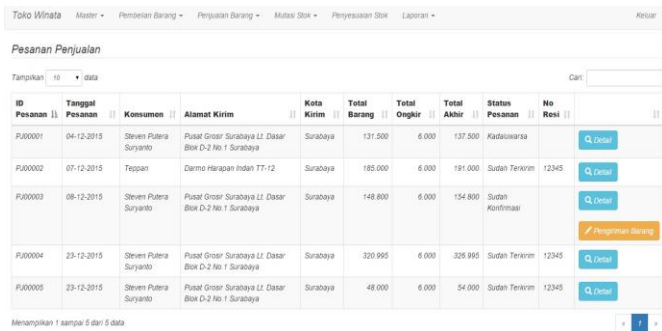 Toko Winata Master Pembelian Barang Penjualan Barang Mutasi Stok Penyesuaian Stok Laporan Keluar
Pesanan Penjualan
Tampilkan 10 data Cari:
ID Pesanan Tanggal Pesanan Konsumen Alamat Kirim Kota Kirim Total Barang Total Ongkir Total Akhir Status Pesanan No Resi
PJ00001 04-12-2015 Steven Putera Suryanto Pusat Grosir Surabaya Lt. Dasar Blok D-2 No.1 Surabaya Surabaya 131.500 6.000 137.500 Kadaluwarsa Detail
PJ00002 07-12-2015 Teppan Darmo Harapan Indah TT-12 Surabaya 185.000 6.000 191.000 Sudah Terkirim 12345 Detail
PJ00003 08-12-2015 Steven Putera Suryanto Pusat Grosir Surabaya Lt. Dasar Blok D-2 No.1 Surabaya Surabaya 148.800 6.000 154.800 Sudah Konfirmasi Detail
Pengiriman Barang
PJ00004 23-12-2015 Steven Putera Suryanto Pusat Grosir Surabaya Lt. Dasar Blok D-2 No.1 Surabaya Surabaya 320.995 6.000 326.995 Sudah Terkirim 12345 Detail
PJ00005 23-12-2015 Steven Putera Suryanto Pusat Grosir Surabaya Lt. Dasar Blok D-2 No.1 Surabaya Surabaya 48.000 6.000 54.000 Sudah Terkirim 12345 Detail
Menampilkan 1 sampai 5 dari 5 data 1